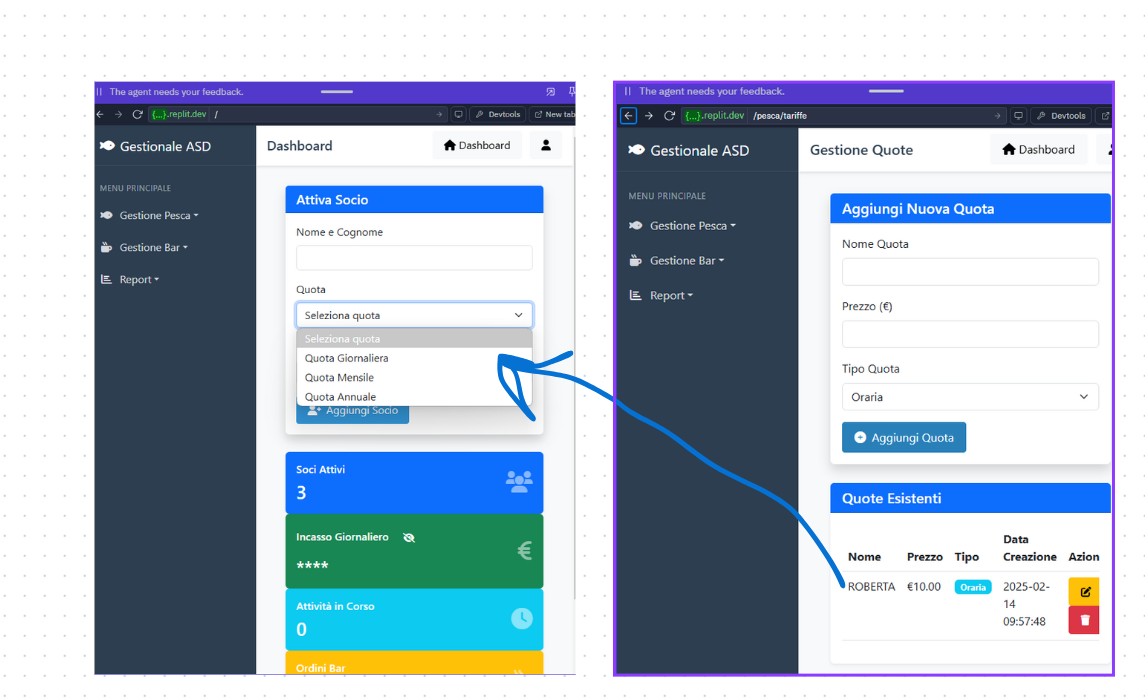 The agent needs your feedback.
{...}.replit.dev /
Devtools
New tab
Gestionale ASD
Dashboard
Dashboard
MENU PRINCIPALE
Gestione Pesca
Gestione Bar
Report
Attiva Socio
Nome e Cognome
Quota
Seleziona quota
Seleziona quota
Quota Giornaliera
Quota Mensile
Quota Annuale
Aggiungi Socio
Soci Attivi
3
Incasso Giornaliero
€
****
Attività in Corso
0
Ordini Bar
The agent needs your feedback.
{...}.replit.dev /pesca/tariffe
Devtools
Gestionale ASD
Gestione Quote
Dashboard
MENU PRINCIPALE
Gestione Pesca
Gestione Bar
Report
Aggiungi Nuova Quota
Nome Quota
Prezzo (€)
Tipo Quota
Oraria
Aggiungi Quota
Quote Esistenti
Nome Prezzo Tipo Data Creazione Azion
ROBERTA €10.00 Oraria 2025-02-
14
09:57:48